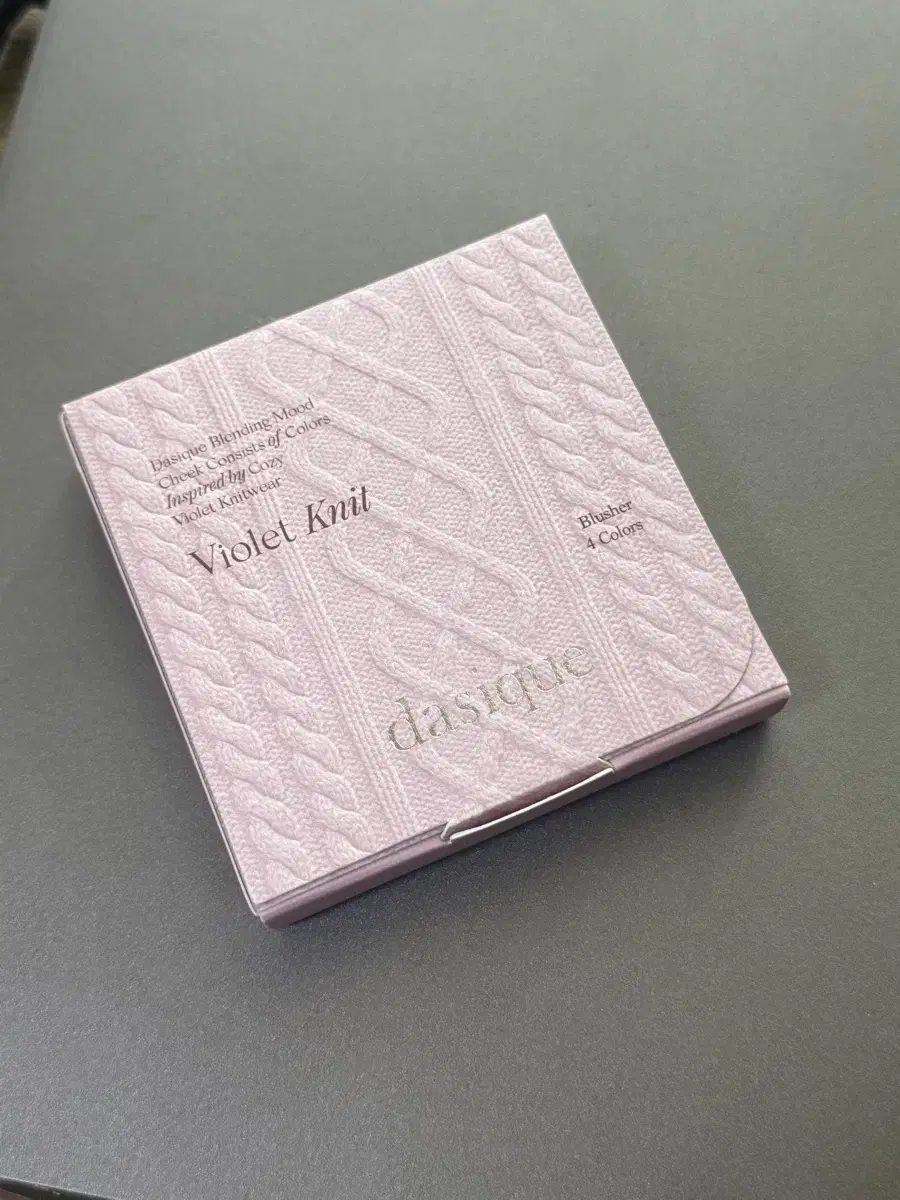 Dasique Blending Mood
Cheek Consists of Colors
Inspired by Cozy
Violet Knitwear
Violet Knit
Blusher
4 Colors
dasique